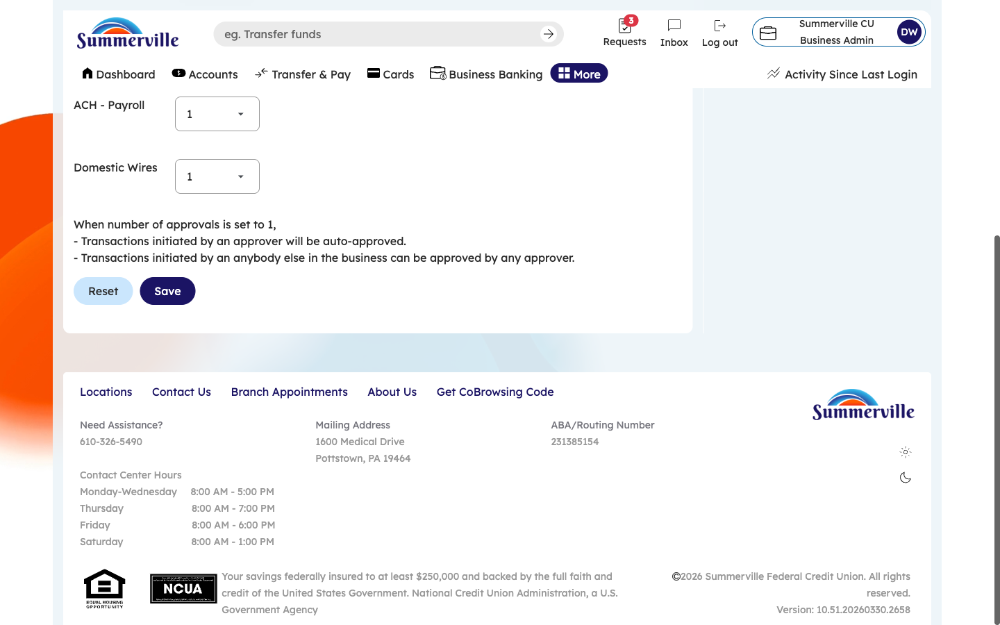 Summerville
eg. Transfer funds
3
Requests
Inbox
Log out
Summerville CU
Business Admin
DW
Dashboard
Accounts
Transfer & Pay
Cards
Business Banking
More
Activity Since Last Login
ACH - Payroll
1
Domestic Wires
1
When number of approvals is set to 1,
- Transactions initiated by an approver will be auto-approved.
- Transactions initiated by an anybody else in the business can be approved by any approver.
Reset
Save
Locations
Contact Us
Branch Appointments
About Us
Get CoBrowsing Code
Summerville
Need Assistance?
610-326-5490
Mailing Address
1600 Medical Drive
Pottstown, PA 19464
ABA/Routing Number
231385154
Contact Center Hours
Monday-Wednesday 8:00 AM - 5:00 PM
Thursday 8:00 AM - 7:00 PM
Friday 8:00 AM - 6:00 PM
Saturday 8:00 AM - 1:00 PM
EQUAL HOUSING
OPPORTUNITY
NCUA
Your savings federally insured to at least $250,000 and backed by the full faith and
credit of the United States Government. National Credit Union Administration, a U.S.
Government Agency
©2026 Summerville Federal Credit Union. All rights
reserved.
Version: 10.51.20260330.2658